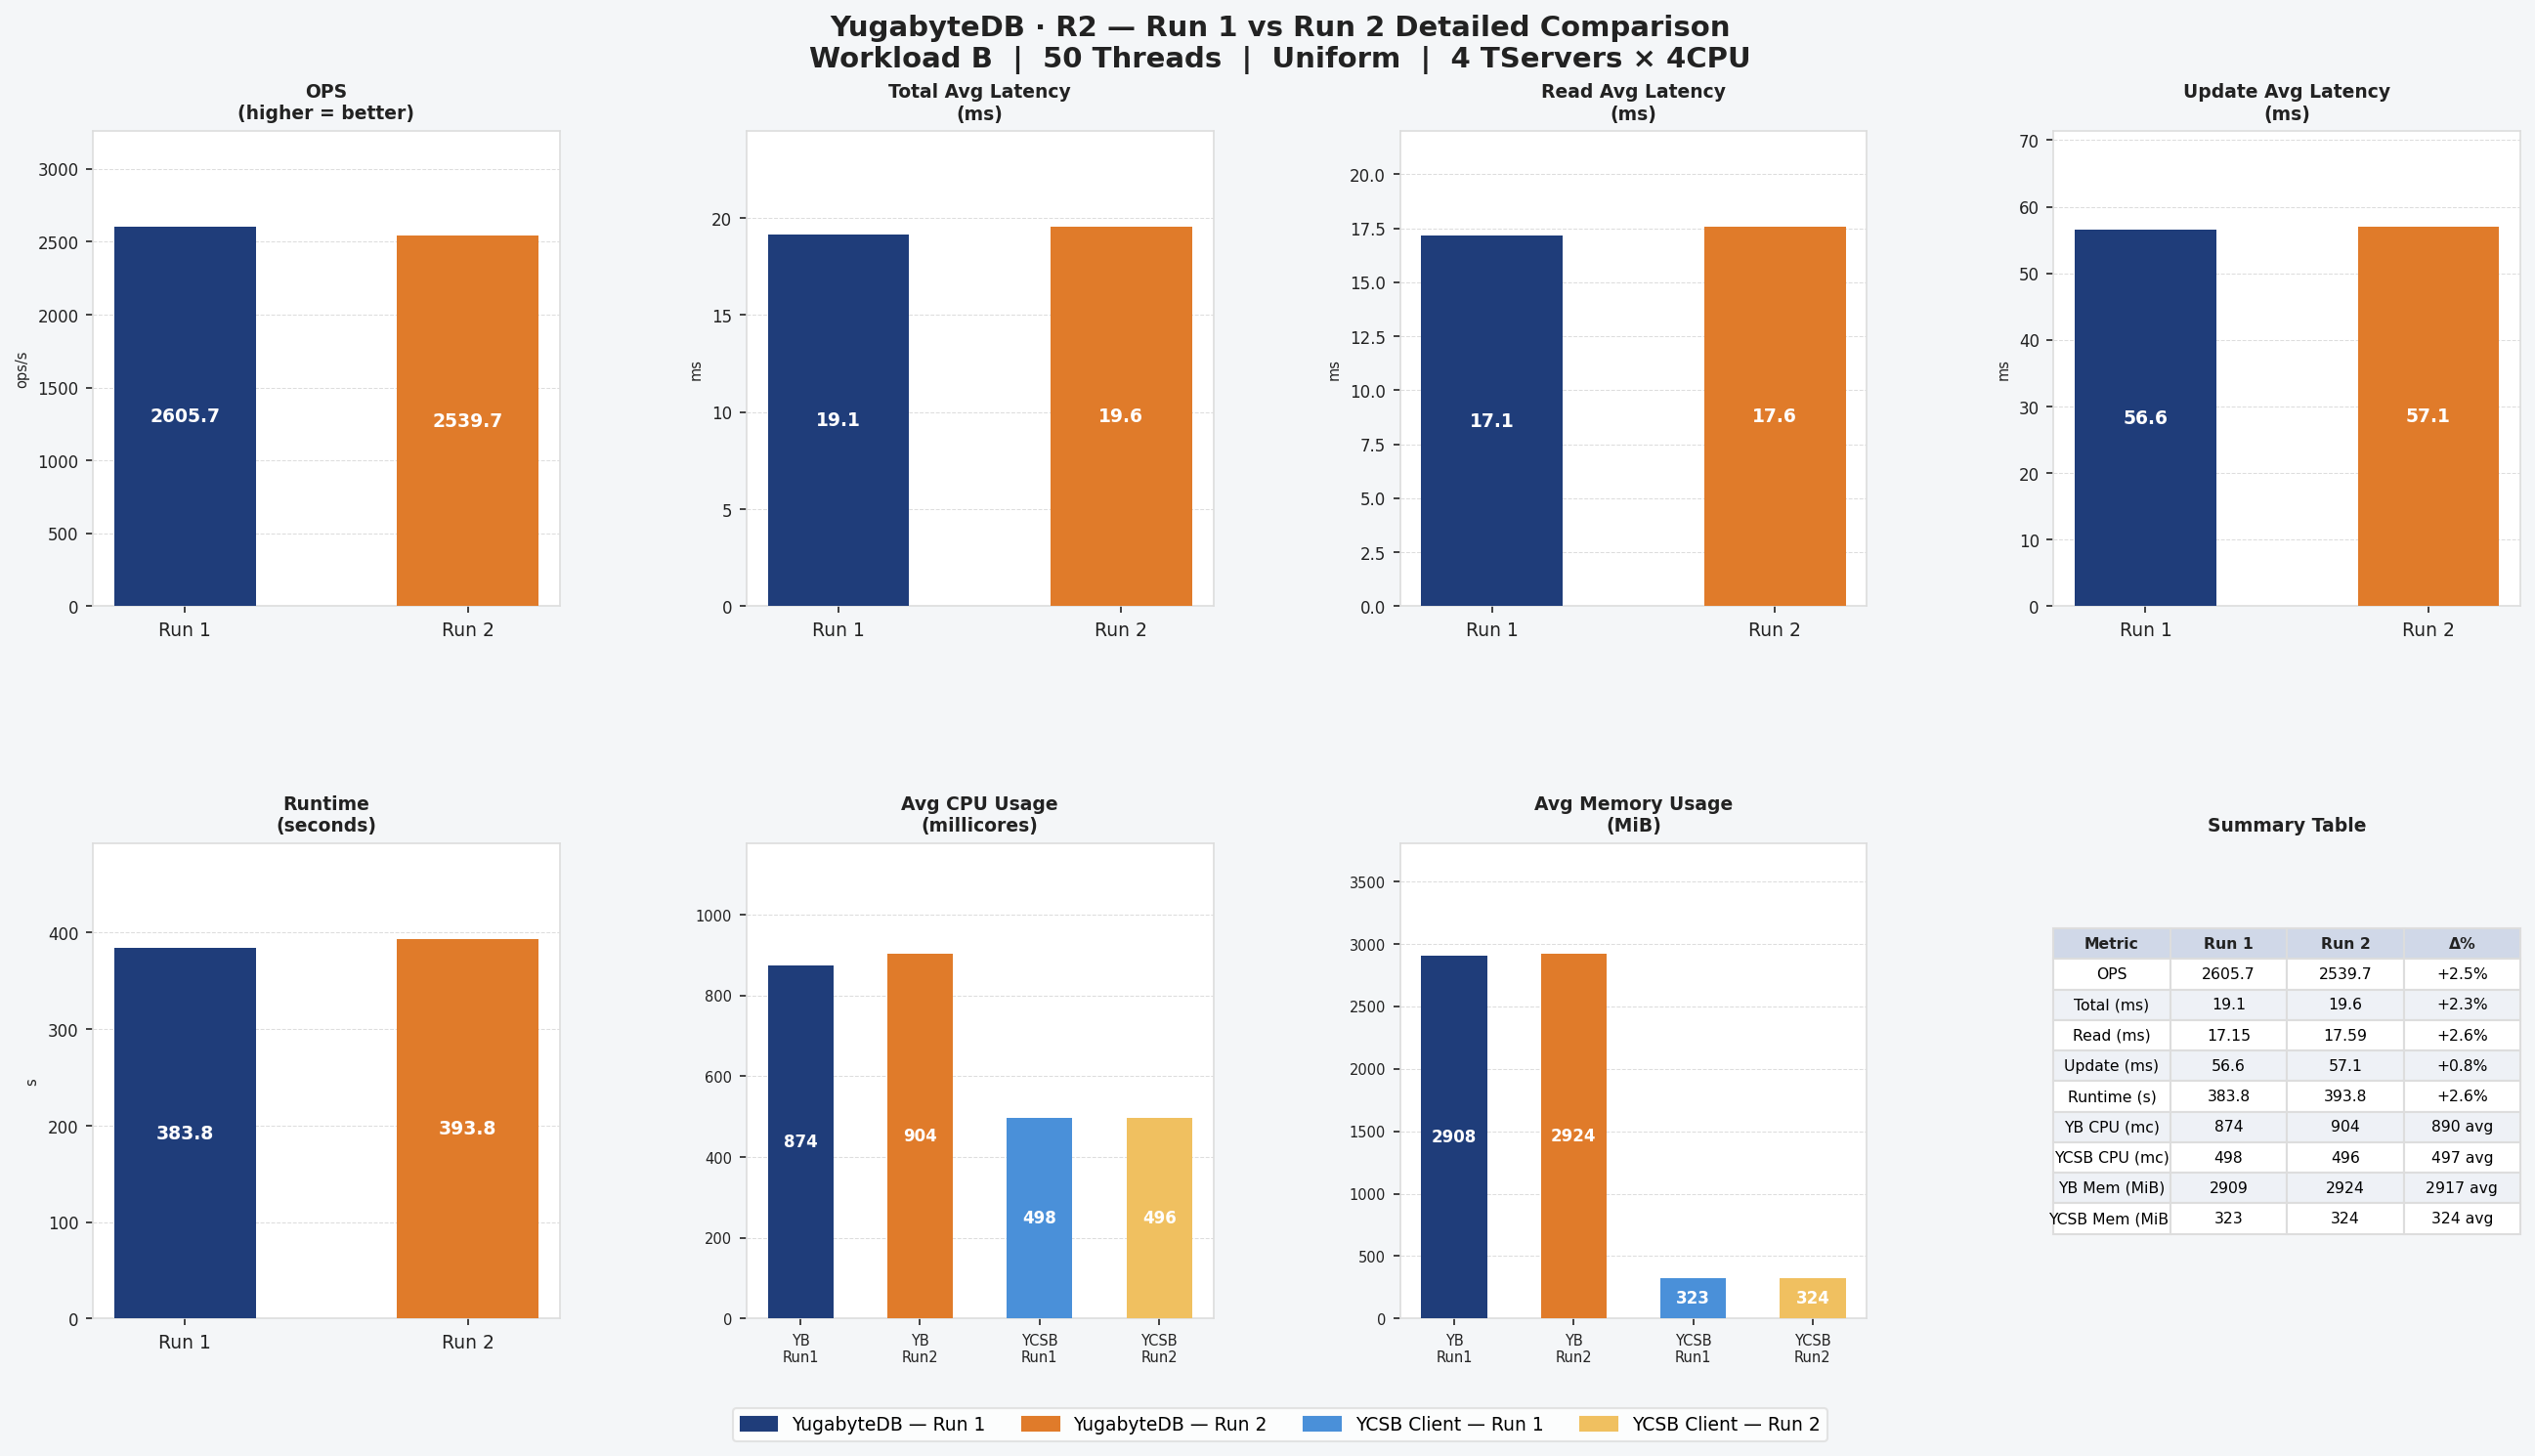 YugabyteDB · R2 — Run 1 vs Run 2 Detailed Comparison
Workload B | 50 Threads | Uniform | 4 TServers × 4CPU
OPS
(higher = better)
ops/s
3000
2500
2000
1500
1000
500
0
2605.7
2539.7
Run 1
Run 2
Total Avg Latency
(ms)
ms
20
15
10
5
0
19.1
19.6
Run 1
Run 2
Read Avg Latency
(ms)
ms
20.0
17.5
15.0
12.5
10.0
7.5
5.0
2.5
0.0
17.1
17.6
Run 1
Run 2
Update Avg Latency
(ms)
ms
70
60
50
40
30
20
10
0
56.6
57.1
Run 1
Run 2
Runtime
(seconds)
s
400
300
200
100
0
383.8
393.8
Run 1
Run 2
Avg CPU Usage
(millicores)
1000
800
600
400
200
0
874
904
498
496
YB
Run1
YB
Run2
YCSB
Run1
YCSB
Run2
Avg Memory Usage
(MiB)
3500
3000
2500
2000
1500
1000
500
0
2908
2924
323
324
YB
Run1
YB
Run2
YCSB
Run1
YCSB
Run2
Summary Table
Metric Run 1 Run 2 Δ%
OPS 2605.7 2539.7 +2.5%
Total (ms) 19.1 19.6 +2.3%
Read (ms) 17.15 17.59 +2.6%
Update (ms) 56.6 57.1 +0.8%
Runtime (s) 383.8 393.8 +2.6%
YB CPU (mc) 874 904 890 avg
YCSB CPU (mc) 498 496 497 avg
YB Mem (MiB) 2909 2924 2917 avg
YCSB Mem (MiB 323 324 324 avg
YugabyteDB — Run 1
YugabyteDB — Run 2
YCSB Client — Run 1
YCSB Client — Run 2